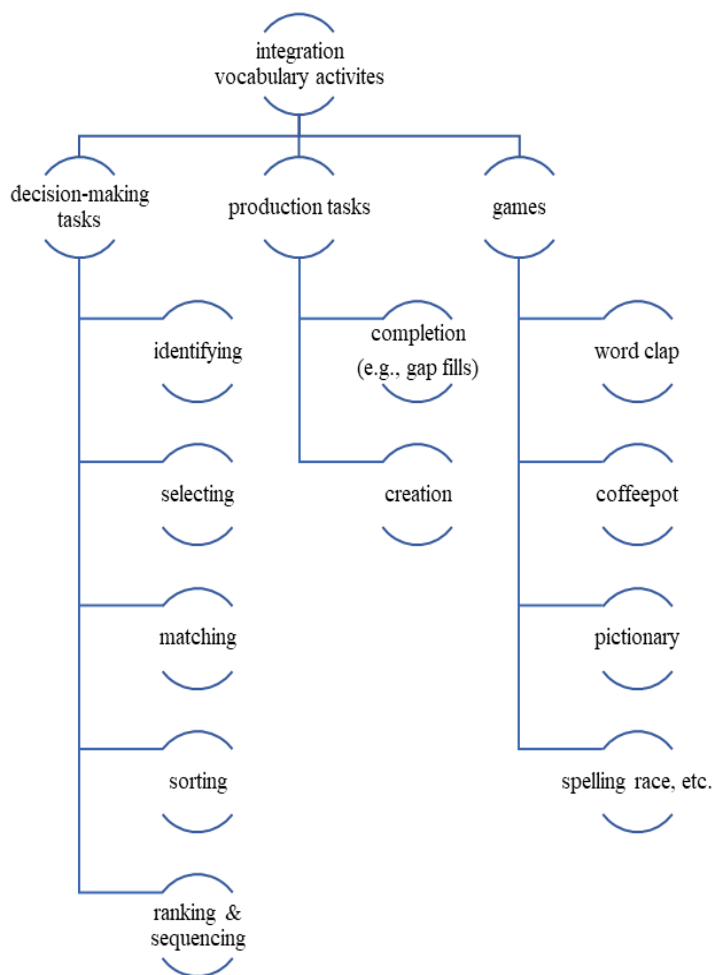 integration
vocabulary activites
decision-making
tasks
production tasks
games
identifying
selecting
matching
sorting
ranking &
sequencing
completion
(e.g., gap fills)
creation
word clap
coffeepot
pictionary
spelling race, etc.